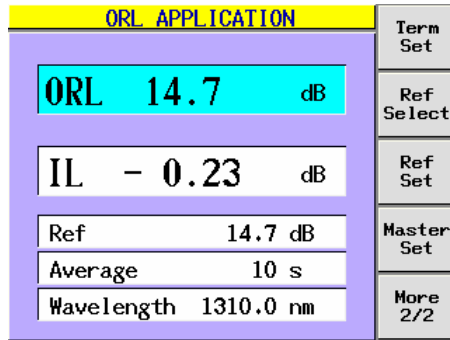 ORL APPLICATION
ORL 14.7 dB
IL - 0.23 dB
Ref 14.7 dB
Average 10 s
Wavelength 1310.0 nm
Term
Set
Ref
Select
Ref
Set
Master
Set
More
2/2